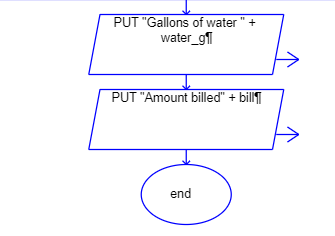 PUT "Gallons of water " +
water_g¶
PUT "Amount billed" + bill¶
end